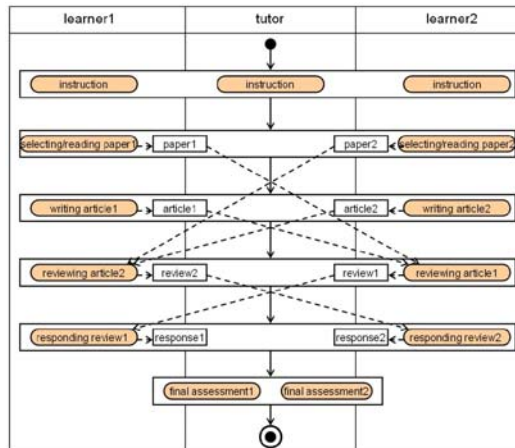 learner1 tutor learner2
instruction instruction instruction
selecting/reading paper1 paper1 paper2 selecting/reading paper2
writing article1 article1 article2 writing article2
reviewing article2 review2 review1 reviewing article1
responding review1 response1 response2 responding review2
final assessment1 final assessment2